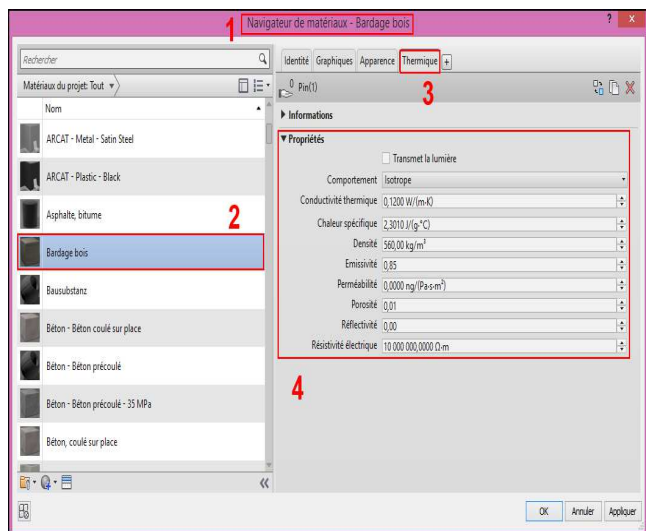 1 Navigateur de matériaux - Bardage bois ? x
Rechercher
Matériaux du projet: Tout
Nom
ARCAT - Metal - Satin Steel
ARCAT - Plastic - Black
Asphalte, bitume
2
Bardage bois
Bausubstanz
Béton - Béton coulé sur place
Béton - Béton précoulé
Béton - Béton précoulé - 35 MPa
Béton, coulé sur place
Identité Graphiques Apparence Thermique +
3
0 Pin(1)
Informations
Propriétés
Transmet la lumière
Comportement Isotrope
Conductivité thermique 0,1200 W/(m·K)
Chaleur spécifique 2,3010 J/(g·°C)
Densité 560,00 kg/m³
Emissivité 0,85
Perméabilité 0,0000 ng/(Pa·s·m²)
Porosité 0,01
Réflectivité 0,00
Résistivité électrique 10 000 000,0000 Ω·m
4
OK Annuler Appliquer